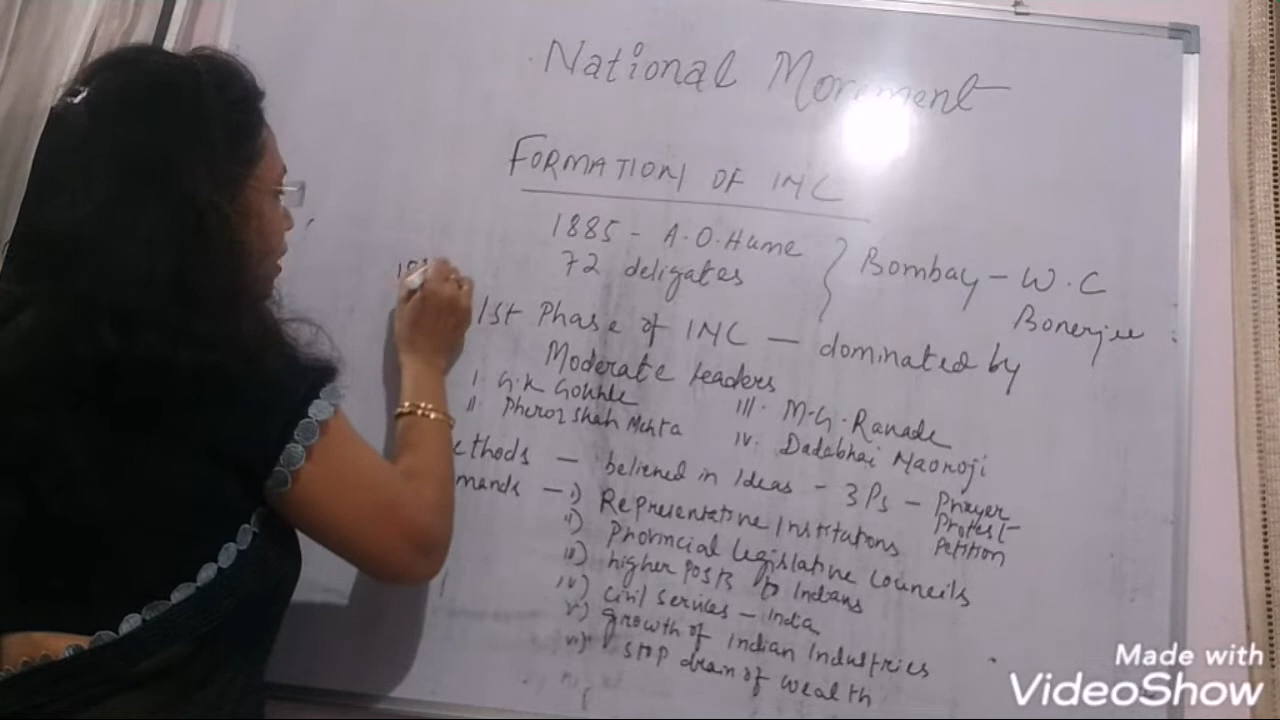 National Movement
FORMATION OF INC
1885 - A.O.Hume
72 deligates
} Bombay - W.C
Bonerjee
1st Phase of INC - dominated by
Moderate leaders
I. G.K Gokhle
II. Pheroz shah Mehta
III. M.G.Ranade
IV. Dadabhai Naoroji
ethods - believed in Ideas - 3Ps - Prayer
Protest
Petition
mands - i) Representative Institutions
ii) Provincial legislative councils
iii) higher posts to Indians
iv) Civil services - India
v) growth of Indian Industries
vi) stop drain of wealth
Made with
VideoShow